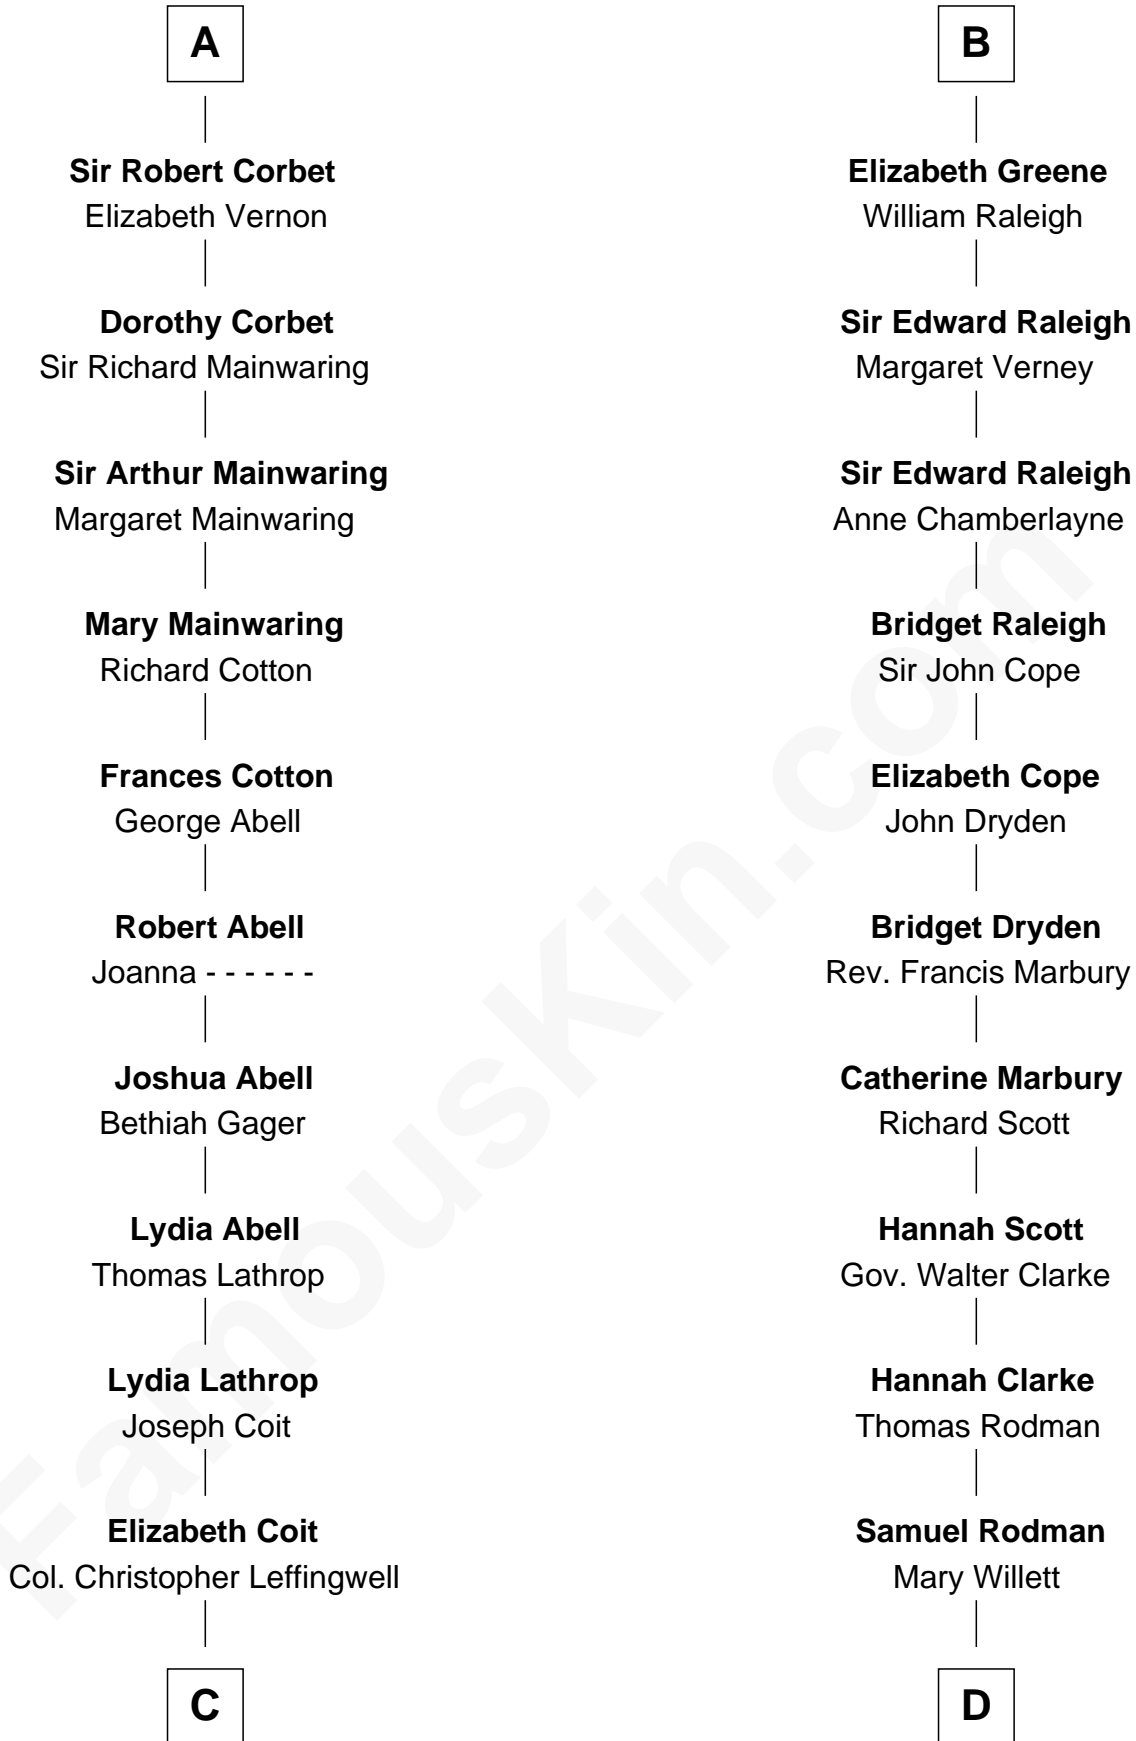 A
Sir Robert Corbet
Elizabeth Vernon
Dorothy Corbet
Sir Richard Mainwaring
Sir Arthur Mainwaring
Margaret Mainwaring
Mary Mainwaring
Richard Cotton
Frances Cotton
George Abell
Robert Abell
Joanna - - - - - -
Joshua Abell
Bethiah Gager
Lydia Abell
Thomas Lathrop
Lydia Lathrop
Joseph Coit
Elizabeth Coit
Col. Christopher Leffingwell
C
B
Elizabeth Greene
William Raleigh
Sir Edward Raleigh
Margaret Verney
Sir Edward Raleigh
Anne Chamberlayne
Bridget Raleigh
Sir John Cope
Elizabeth Cope
John Dryden
Bridget Dryden
Rev. Francis Marbury
Catherine Marbury
Richard Scott
Hannah Scott
Gov. Walter Clarke
Hannah Clarke
Thomas Rodman
Samuel Rodman
Mary Willett
D
FamousKin.com